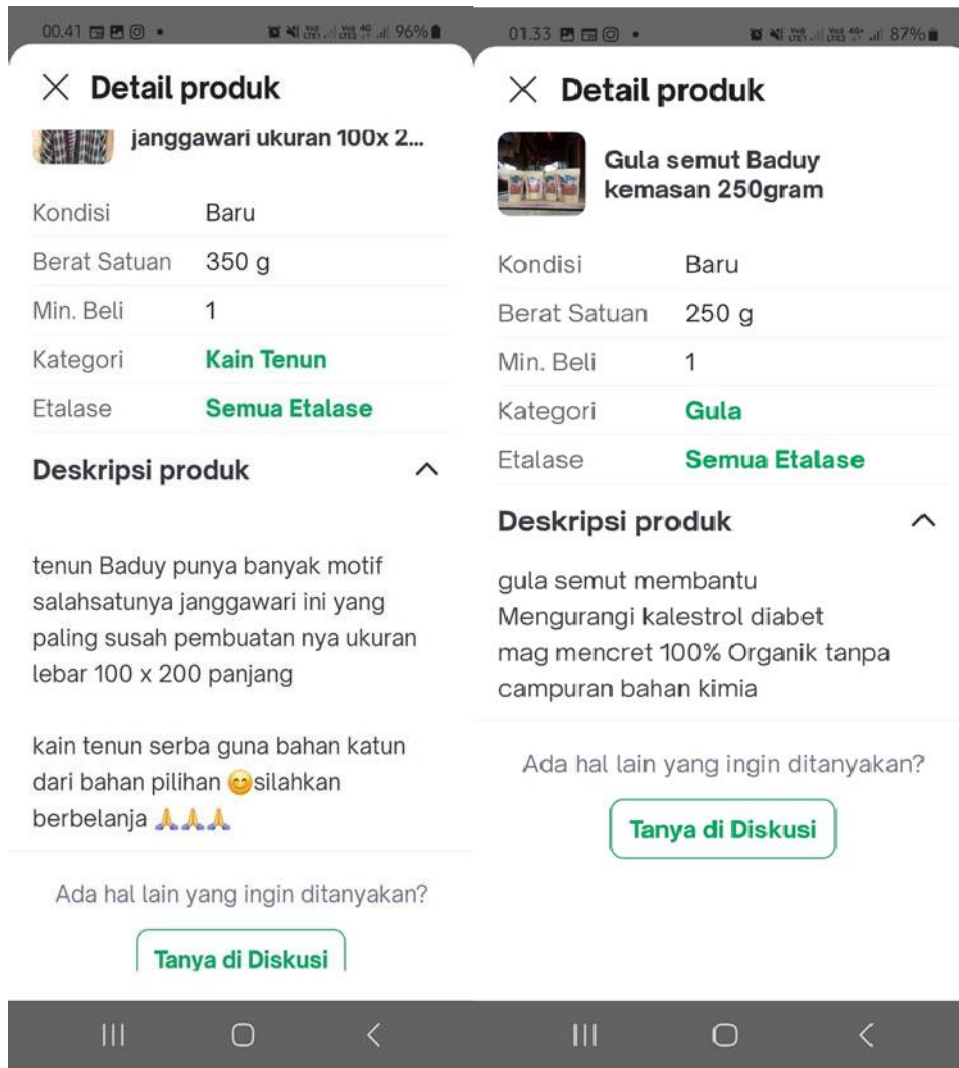 00.41
96%
Detail produk
janggawari ukuran 100x 2...
Kondisi Baru
Berat Satuan 350 g
Min. Beli 1
Kategori Kain Tenun
Etalase Semua Etalase
Deskripsi produk
tenun Baduy punya banyak motif
salahsatunya janggawari ini yang
paling susah pembuatan nya ukuran
lebar 100 x 200 panjang
kain tenun serba guna bahan katun
dari bahan pilihan 😊silahkan
berbelanja 🙏🙏🙏
Ada hal lain yang ingin ditanyakan?
Tanya di Diskusi
01.33
87%
Detail produk
Gula semut Baduy
kemasan 250gram
Kondisi Baru
Berat Satuan 250 g
Min. Beli 1
Kategori Gula
Etalase Semua Etalase
Deskripsi produk
gula semut membantu
Mengurangi kalestrol diabet
mag mencret 100% Organik tanpa
campuran bahan kimia
Ada hal lain yang ingin ditanyakan?
Tanya di Diskusi